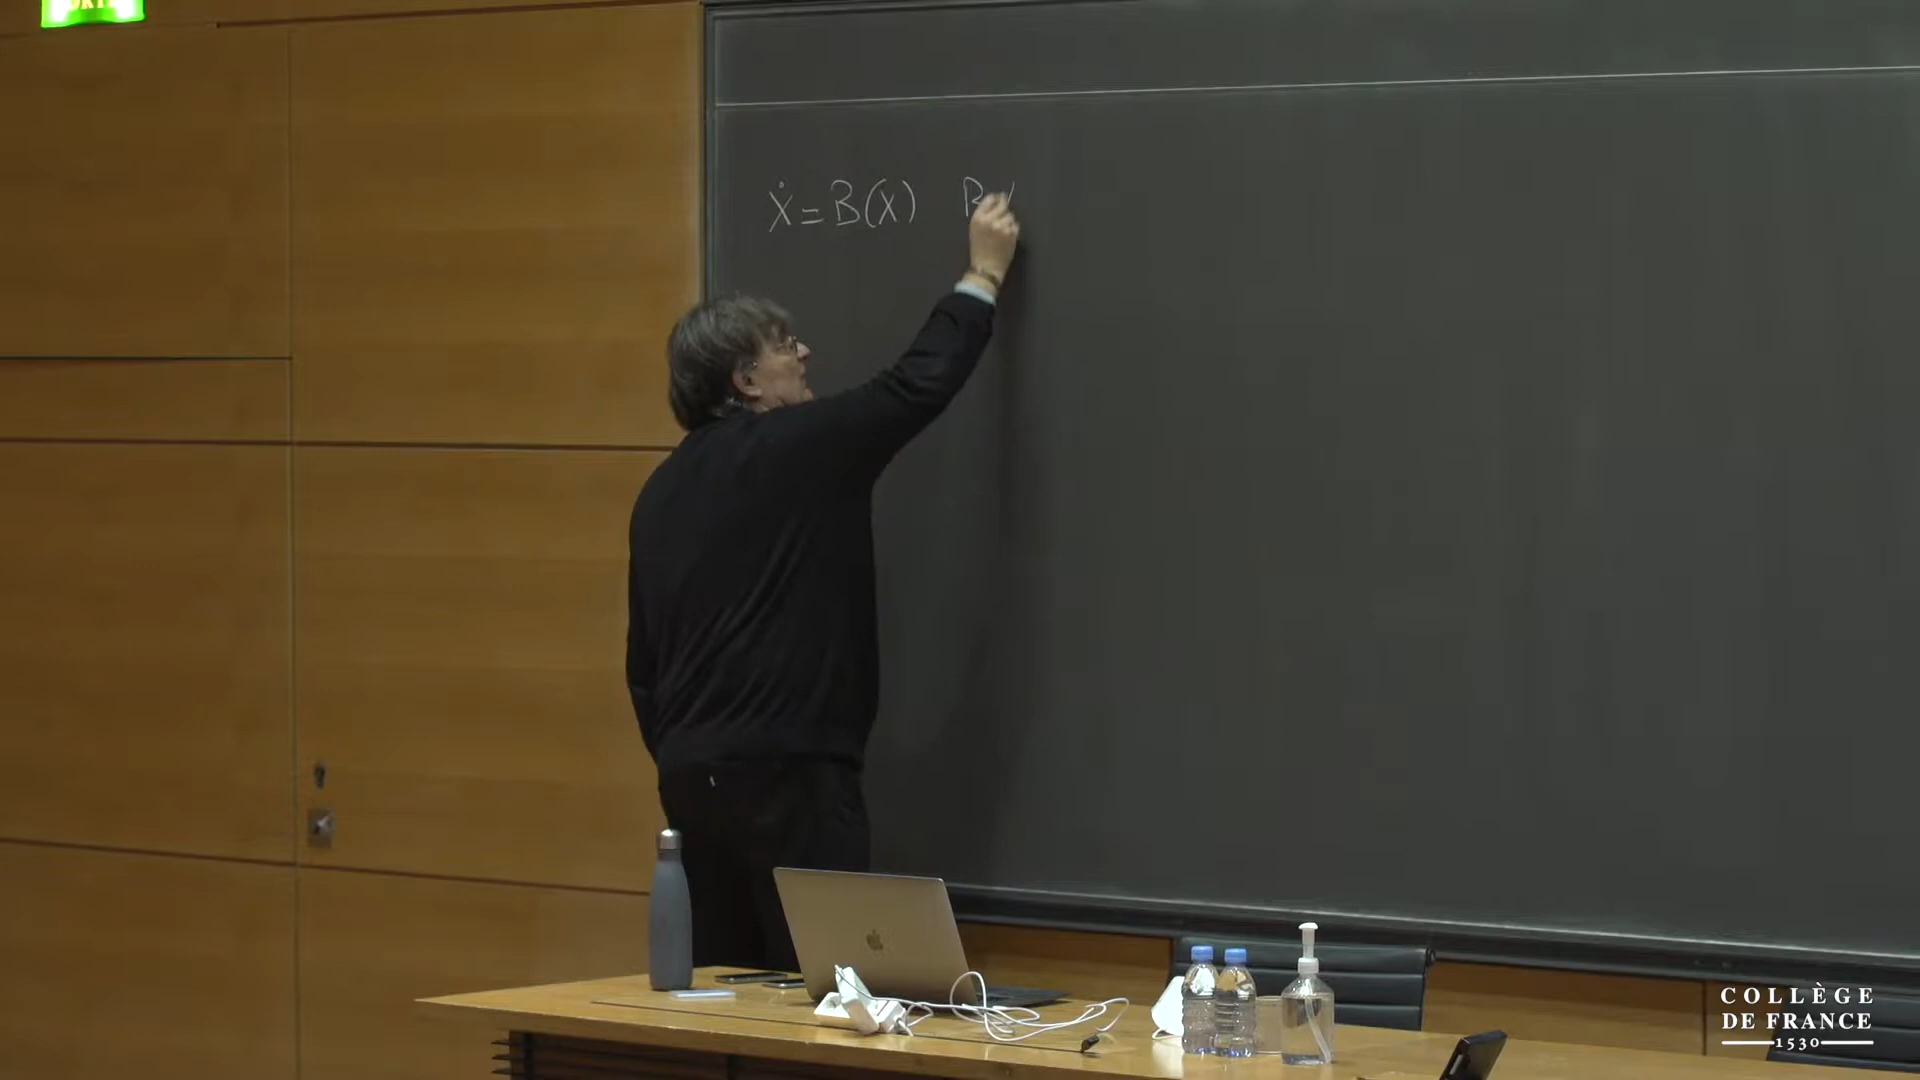 Ẋ = B(X) B
COLLÈGE
DE FRANCE
1530